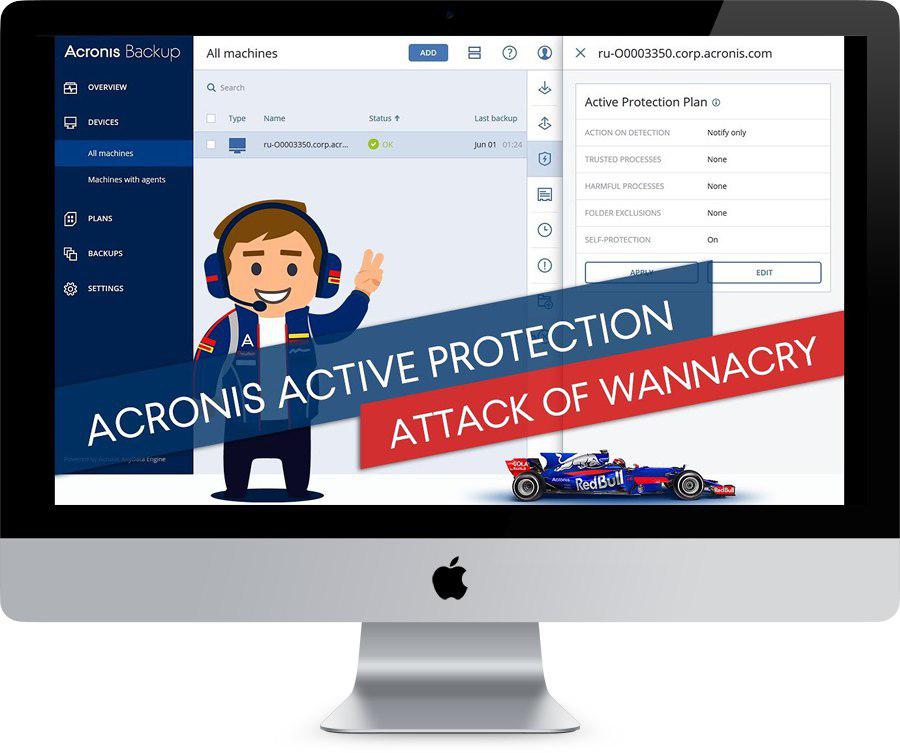 Acronis Backup
OVERVIEW
DEVICES
All machines
Machines with agents
PLANS
BACKUPS
SETTINGS
Powered by Acronis AnyData Engine
All machines
ADD
Search
Type Name Status Last backup
ru-O0003350.corp.acr... OK Jun 01 01:24
ru-O0003350.corp.acronis.com
Active Protection Plan
ACTION ON DETECTION Notify only
TRUSTED PROCESSES None
HARMFUL PROCESSES None
FOLDER EXCLUSIONS None
SELF-PROTECTION On
APPLY EDIT
A
ACRONIS ACTIVE PROTECTION
ATTACK OF WANNACRY
Acronis
RedBull
RedBull